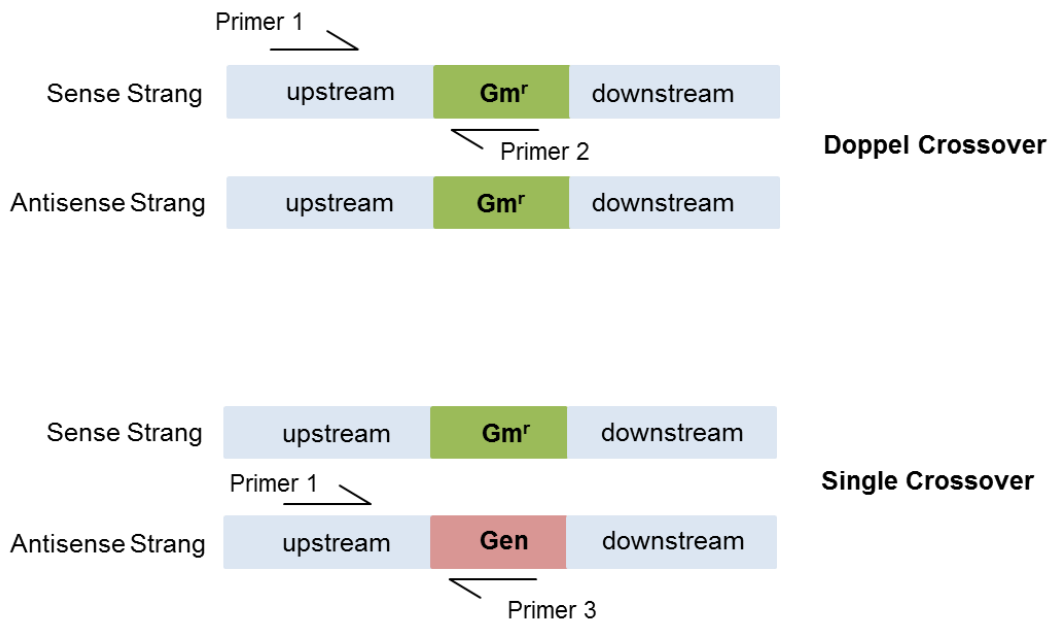 Primer 1
Sense Strang upstream Gmʳ downstream
Primer 2
Doppel Crossover
Antisense Strang upstream Gmʳ downstream
Sense Strang upstream Gmʳ downstream
Primer 1
Single Crossover
Antisense Strang upstream Gen downstream
Primer 3